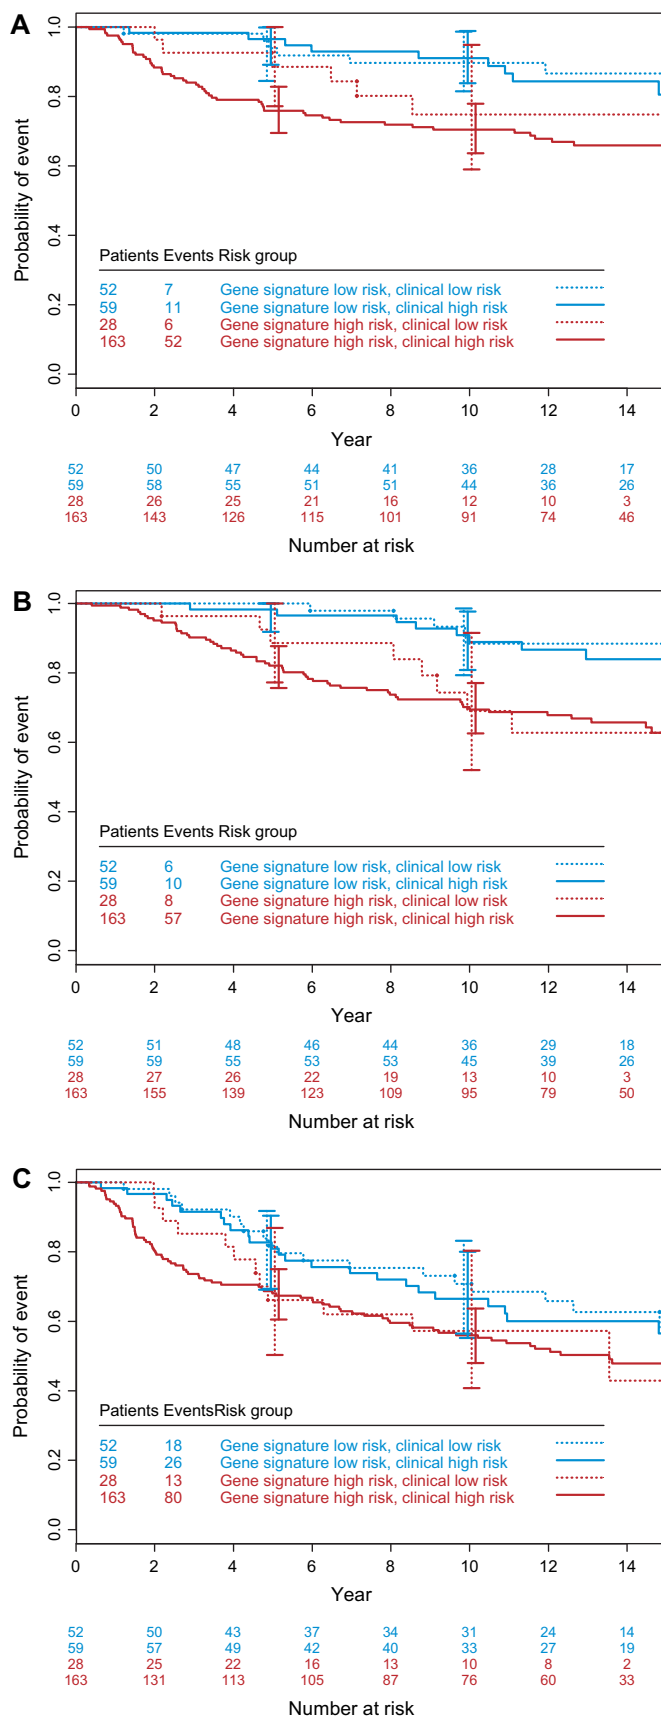 A
Probability of event
1.0
0.8
0.6
0.4
0.2
0.0
Patients Events Risk group
52 7 Gene signature low risk, clinical low risk
59 11 Gene signature low risk, clinical high risk
28 6 Gene signature high risk, clinical low risk
163 52 Gene signature high risk, clinical high risk
0 2 4 6 8 10 12 14
Year
52 50 47 44 41 36 28 17
59 58 55 51 51 44 36 26
28 26 25 21 16 12 10 3
163 143 126 115 101 91 74 46
Number at risk
B
Probability of event
1.0
0.8
0.6
0.4
0.2
0.0
Patients Events Risk group
52 6 Gene signature low risk, clinical low risk
59 10 Gene signature low risk, clinical high risk
28 8 Gene signature high risk, clinical low risk
163 57 Gene signature high risk, clinical high risk
0 2 4 6 8 10 12 14
Year
52 51 48 46 44 36 29 18
59 59 55 53 53 45 39 26
28 27 26 22 19 13 10 3
163 155 139 123 109 95 79 50
Number at risk
C
Probability of event
1.0
0.8
0.6
0.4
0.2
0.0
Patients EventsRisk group
52 18 Gene signature low risk, clinical low risk
59 26 Gene signature low risk, clinical high risk
28 13 Gene signature high risk, clinical low risk
163 80 Gene signature high risk, clinical high risk
0 2 4 6 8 10 12 14
Year
52 50 43 37 34 31 24 14
59 57 49 42 40 33 27 19
28 25 22 16 13 10 8 2
163 131 113 105 87 76 60 33
Number at risk